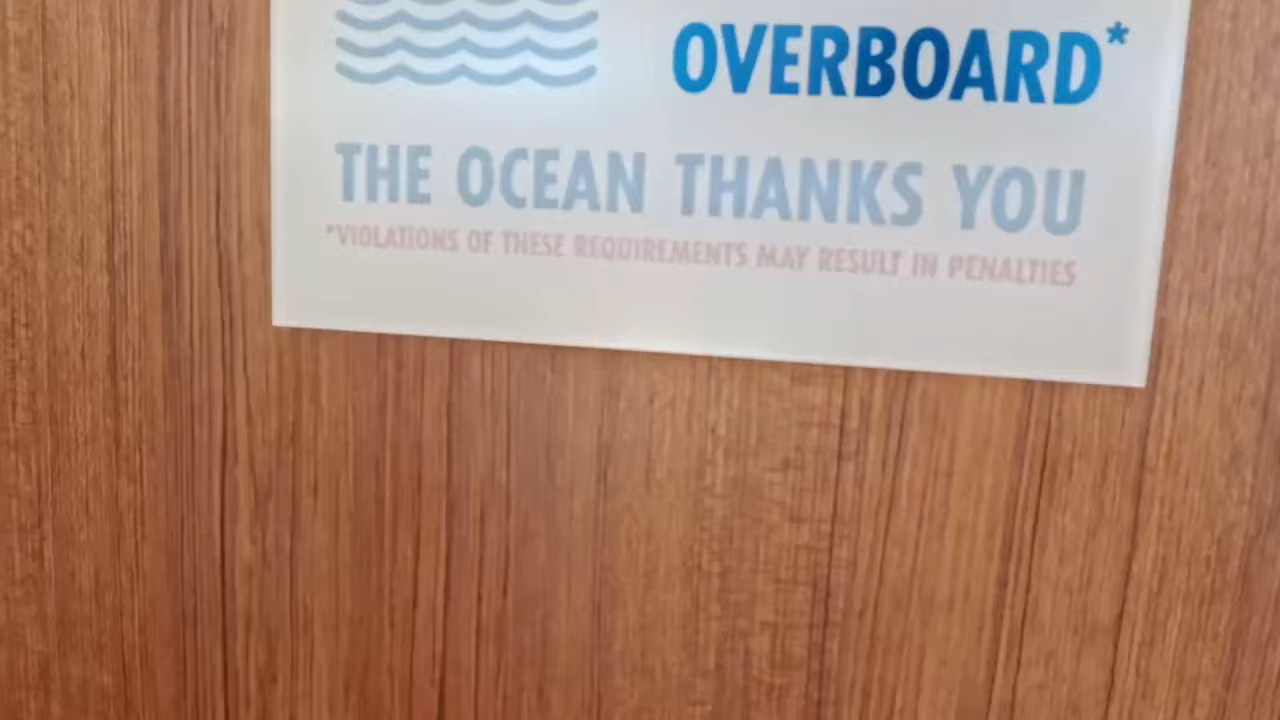 OVERBOARD*
THE OCEAN THANKS YOU
*VIOLATIONS OF THESE REQUIREMENTS MAY RESULT IN PENALTIES